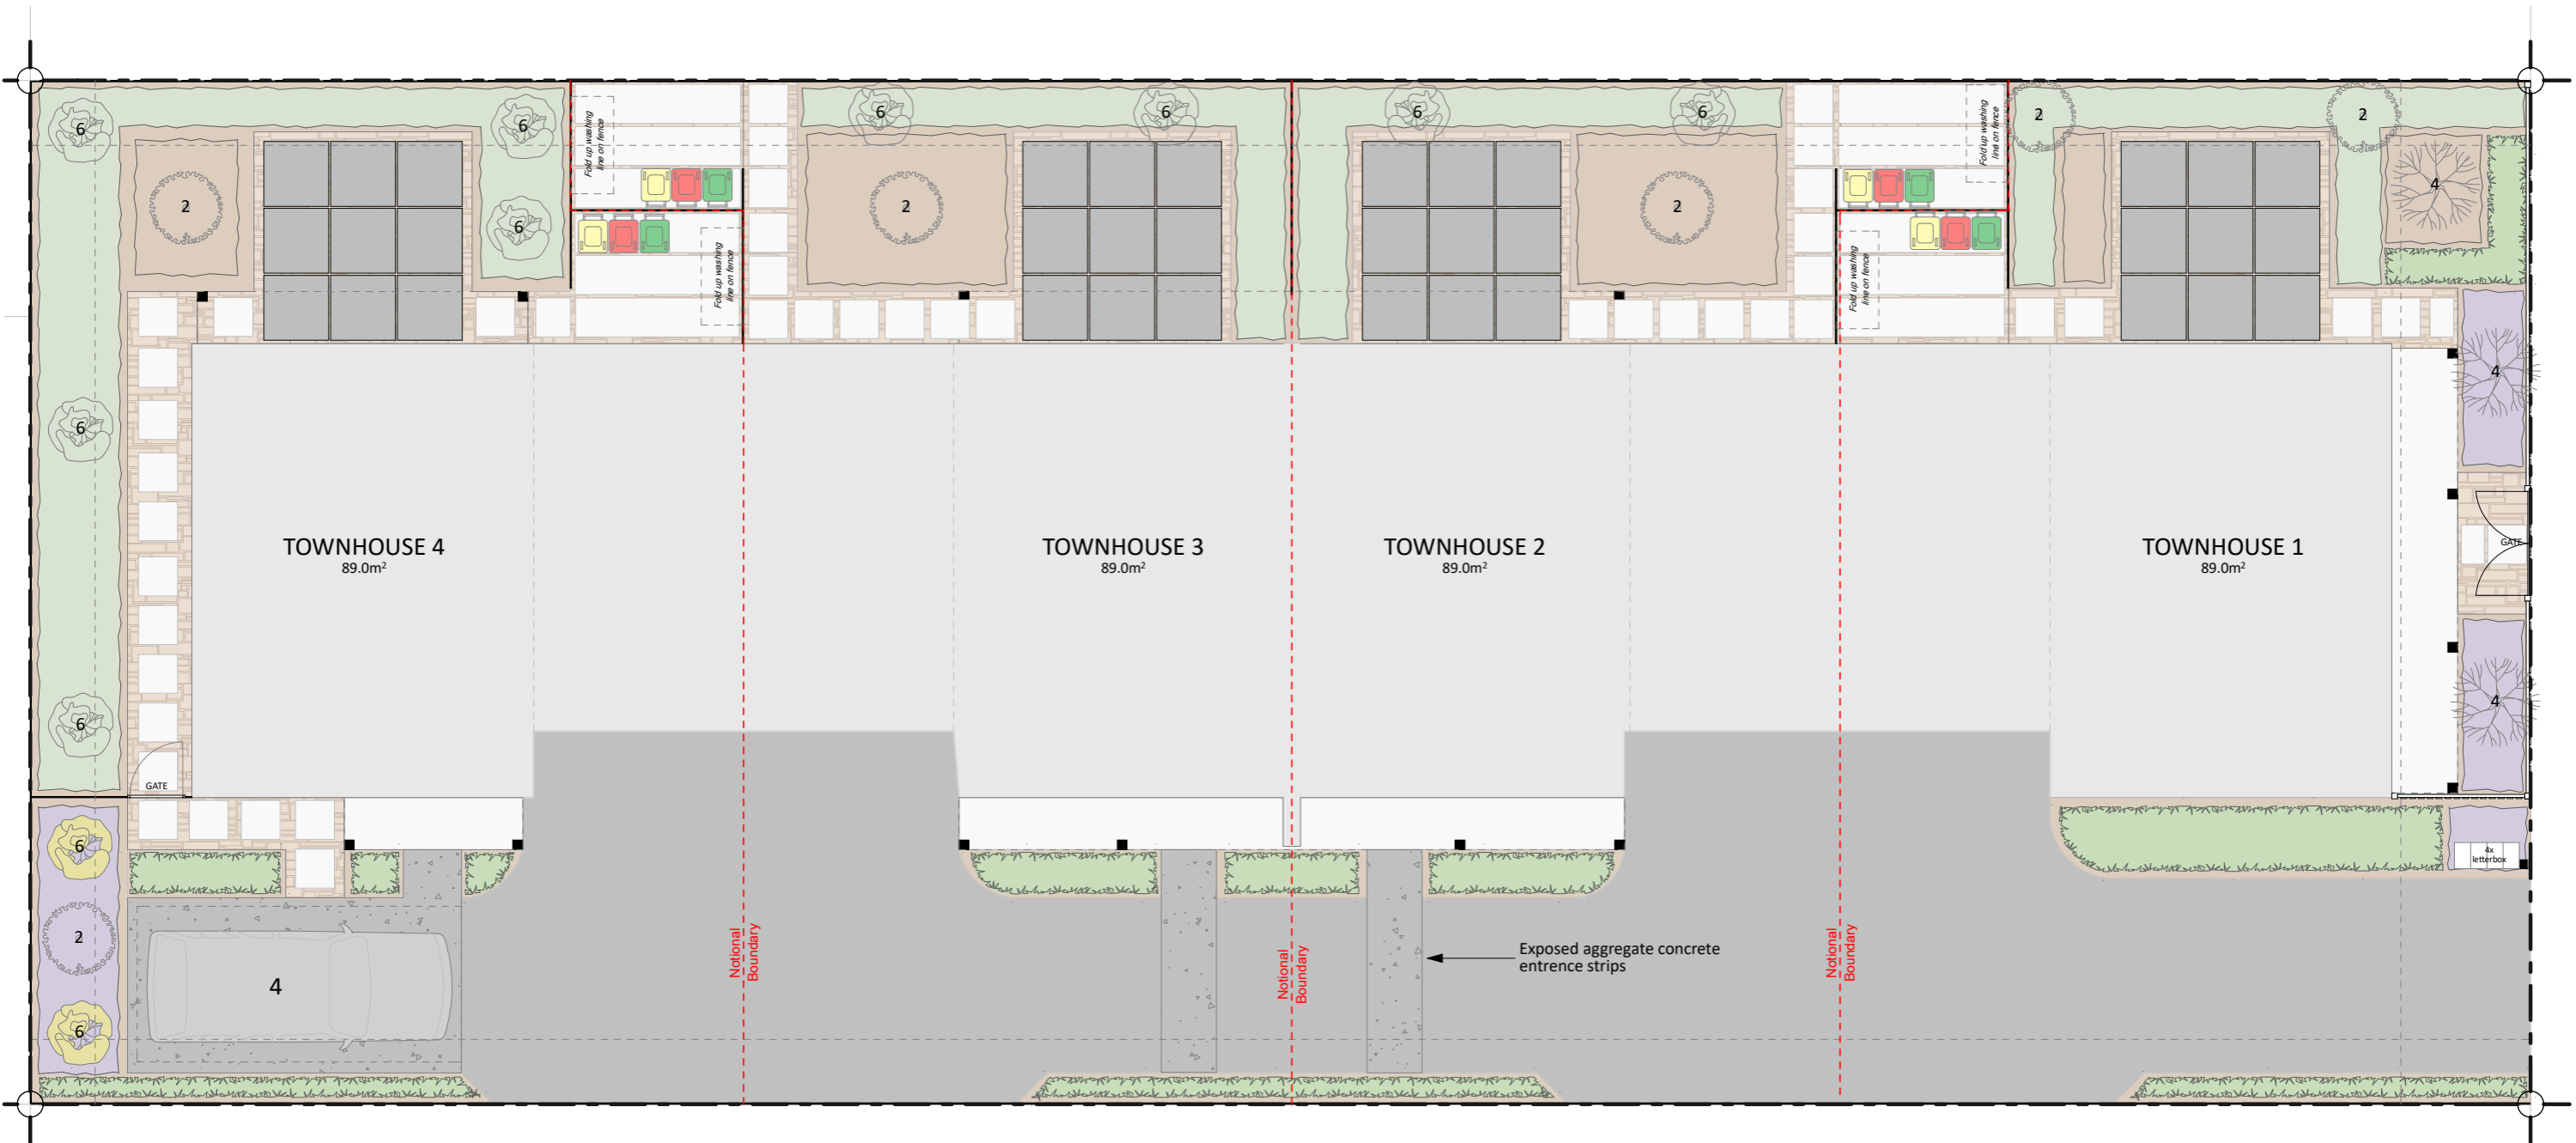 6
6
6
6
6
6
2
2
Fold up washing
line on fence
Fold up washing
line on fence
4
2
6
2
2
Fold up washing
line on fence
Fold up washing
line on fence
4
6
TOWNHOUSE 4
89.0m²
TOWNHOUSE 3
89.0m²
TOWNHOUSE 2
89.0m²
TOWNHOUSE 1
89.0m²
GATE
4
6
GATE
6
4x
letterbox
2
Notional
Boundary
Notional
Boundary
Notional
Boundary
Exposed aggregate concrete
entrence strips
4
6